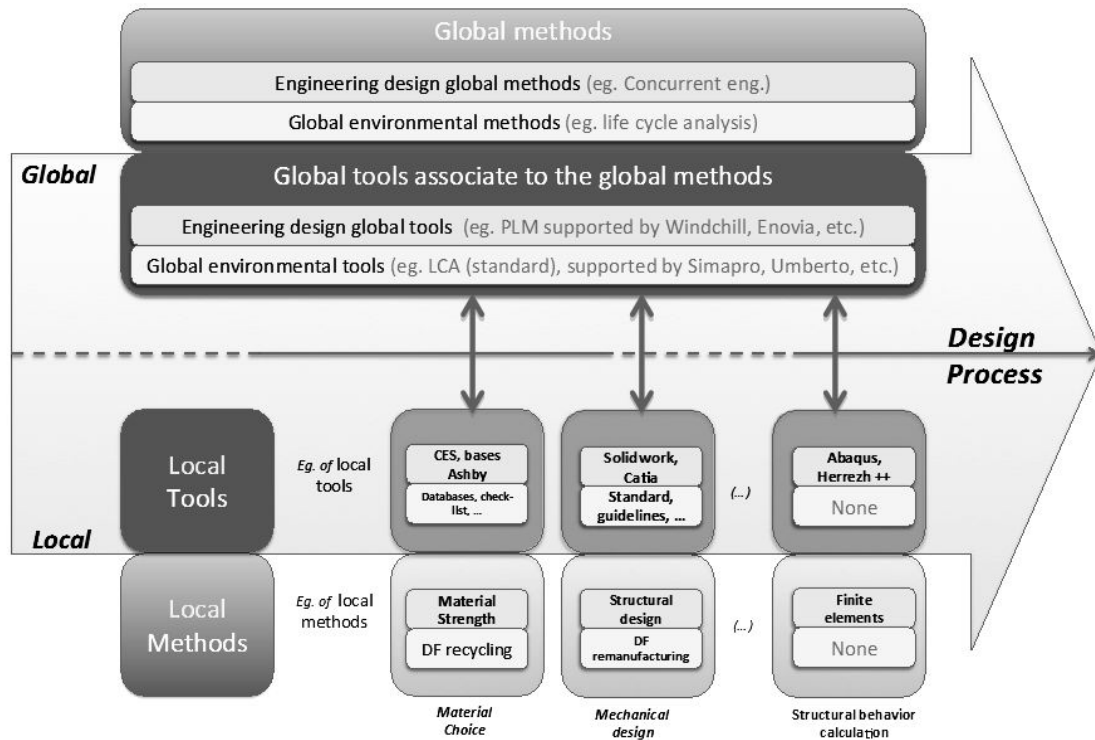 Global methods
Engineering design global methods (eg. Concurrent eng.)
Global environmental methods (eg. life cycle analysis)
Global
Global tools associate to the global methods
Engineering design global tools (eg. PLM supported by Windchill, Enovia, etc.)
Global environmental tools (eg. LCA (standard), supported by Simapro, Umberto, etc.)
Design
Process
Local
Tools
Eg. of local
tools
CES, bases
Ashby
Databases, check-
list, ...
Solidwork,
Catia
Standard,
guidelines, ...
(...)
Abaqus,
Herrezh ++
None
Local
Local
Methods
Eg. of local
methods
Material
Strength
DF recycling
Structural
design
DF
remanufacturing
(...)
Finite
elements
None
Material
Choice
Mechanical
design
Structural behavior
calculation